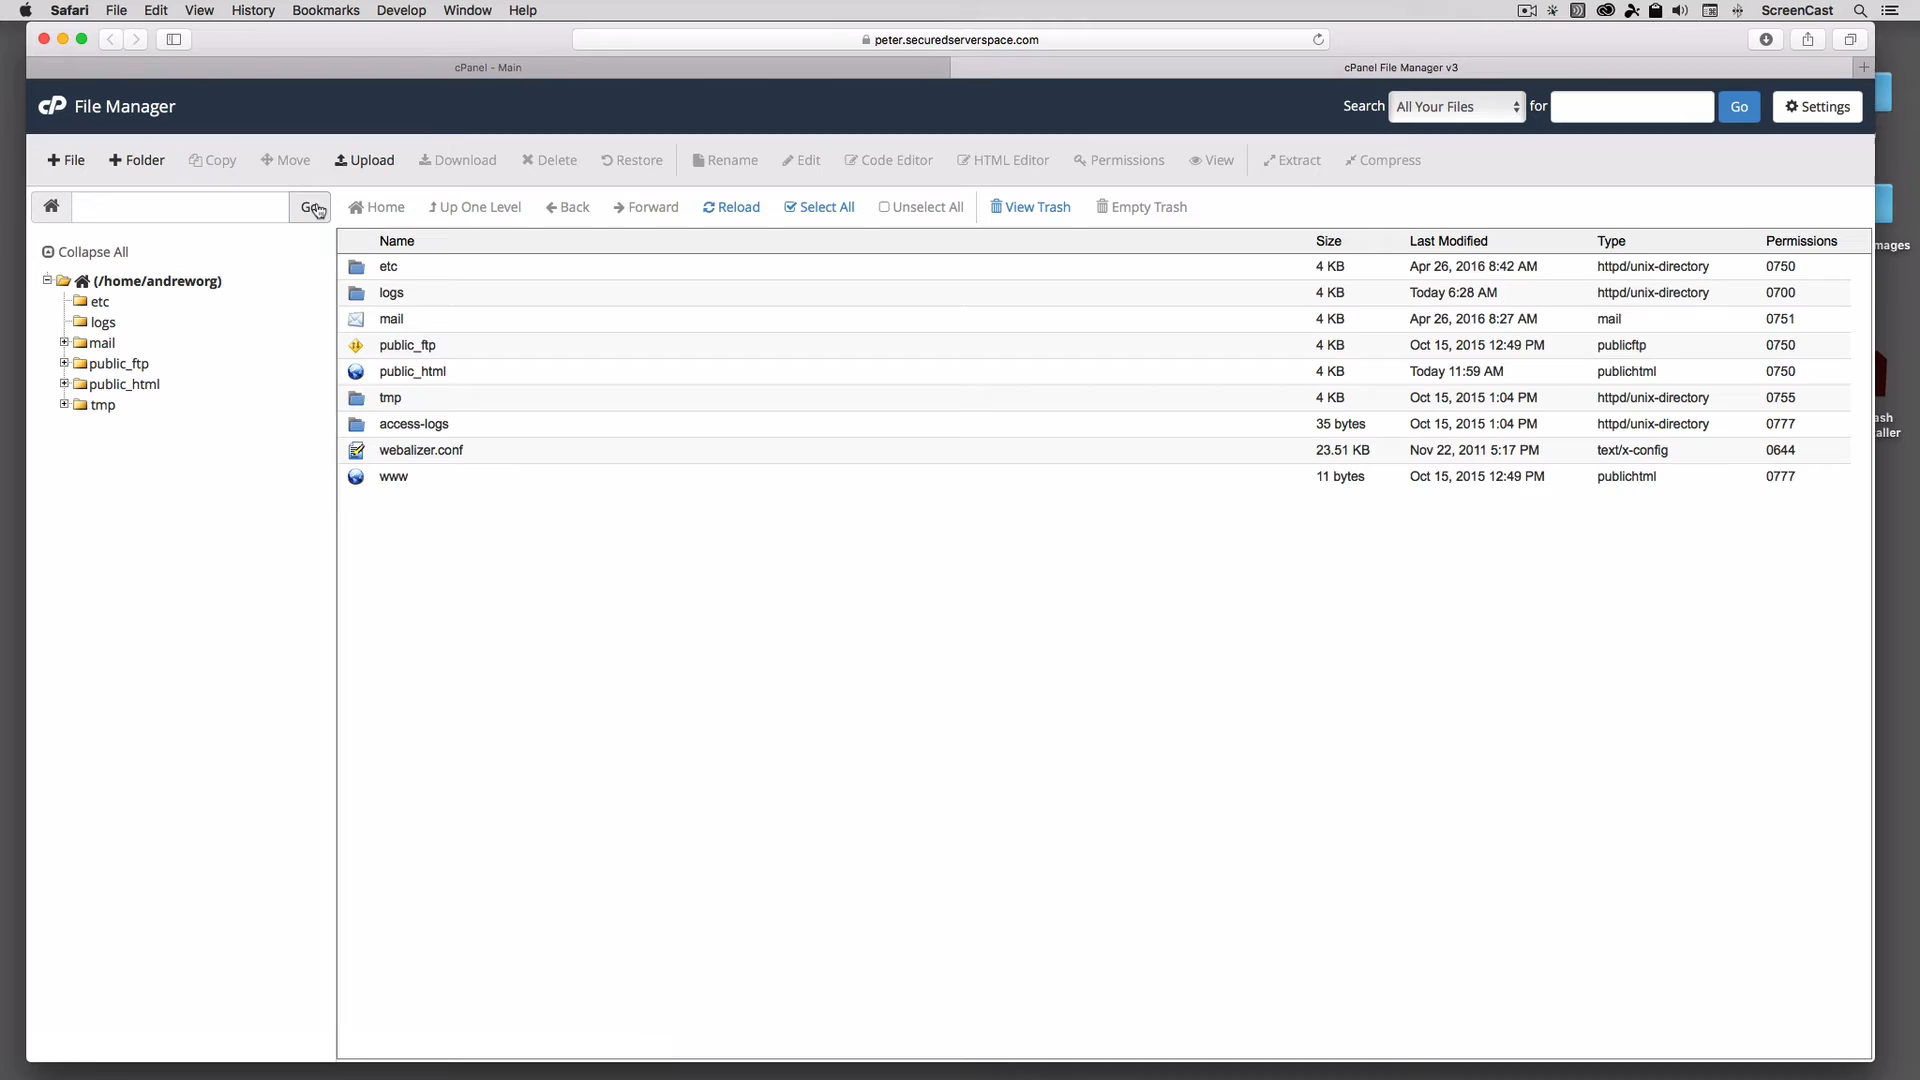 Safari File Edit View History Bookmarks Develop Window Help ScreenCast
peter.securedserverspace.com
cPanel - Main cPanel File Manager v3
cP File Manager Search All Your Files for Go Settings
File Folder Copy Move Upload Download Delete Restore Rename Edit Code Editor HTML Editor Permissions View Extract Compress
Go Home Up One Level Back Forward Reload Select All Unselect All View Trash Empty Trash
Collapse All
(/home/andreworg)
etc
logs
mail
public_ftp
public_html
tmp
Name Size Last Modified Type Permissions
etc 4 KB Apr 26, 2016 8:42 AM httpd/unix-directory 0750
logs 4 KB Today 6:28 AM httpd/unix-directory 0700
mail 4 KB Apr 26, 2016 8:27 AM mail 0751
public_ftp 4 KB Oct 15, 2015 12:49 PM publicftp 0750
public_html 4 KB Today 11:59 AM publichtml 0750
tmp 4 KB Oct 15, 2015 1:04 PM httpd/unix-directory 0755
access-logs 35 bytes Oct 15, 2015 1:04 PM httpd/unix-directory 0777
webalizer.conf 23.51 KB Nov 22, 2011 5:17 PM text/x-config 0644
www 11 bytes Oct 15, 2015 12:49 PM publichtml 0777
mages
ash
aller